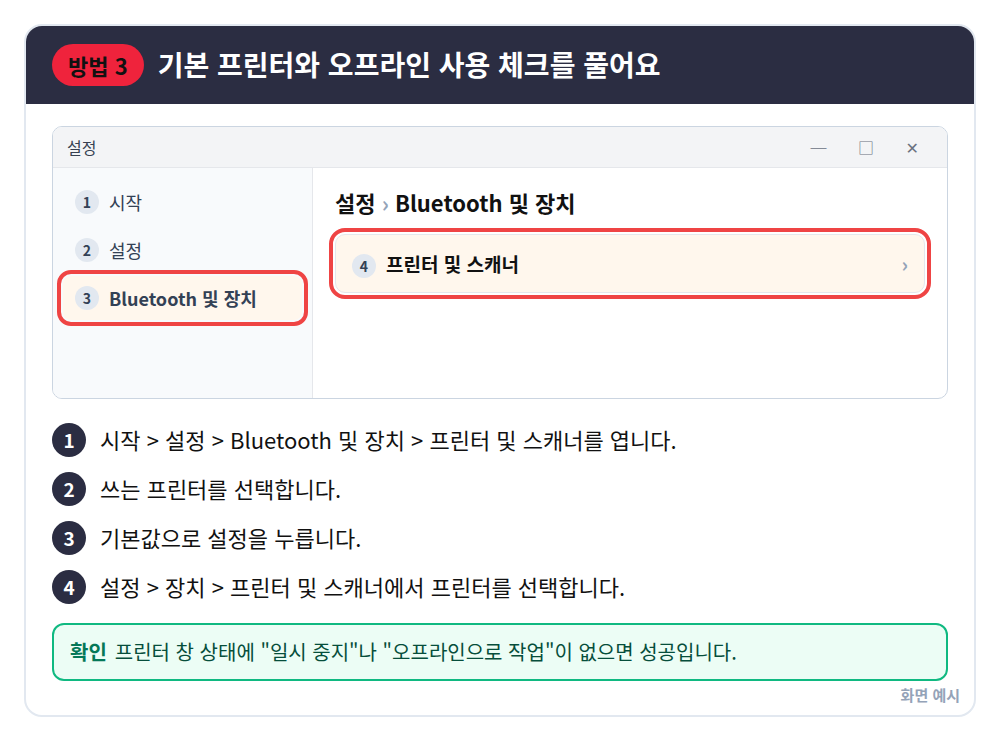 방법 3 기본 프린터와 오프라인 사용 체크를 풀어요
설정
1 시작
2 설정
3 Bluetooth 및 장치
설정 › Bluetooth 및 장치
4 프린터 및 스캐너 ›
1 시작 > 설정 > Bluetooth 및 장치 > 프린터 및 스캐너를 엽니다.
2 쓰는 프린터를 선택합니다.
3 기본값으로 설정을 누릅니다.
4 설정 > 장치 > 프린터 및 스캐너에서 프린터를 선택합니다.
확인 프린터 창 상태에 "일시 중지"나 "오프라인으로 작업"이 없으면 성공입니다.
화면 예시